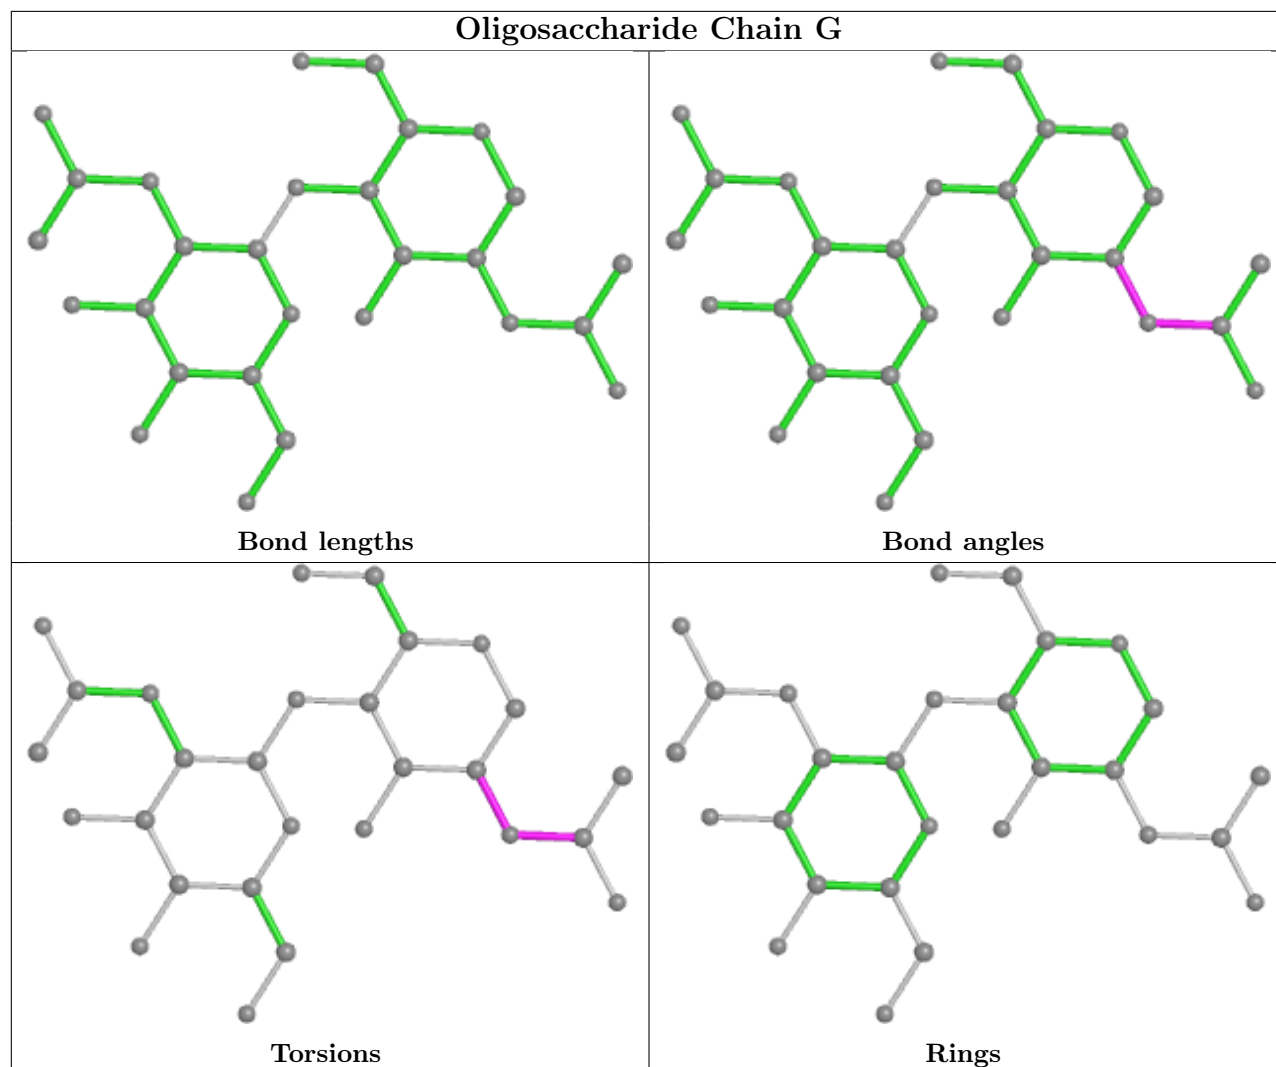 Oligosaccharide Chain G
Bond lengths
Bond angles
Torsions
Rings